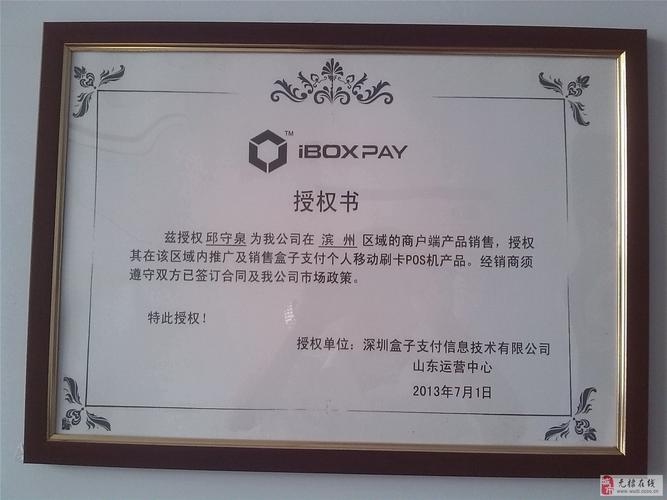 iBOXPAY™
授权书
兹授权 邱守泉 为我公司在 滨 州 区域的商户端产品销售，授权
其在该区域内推广及销售盒子支付个人移动刷卡POS机产品。经销商须
遵守双方已签订合同及我公司市场政策。
特此授权！
授权单位：深圳盒子支付信息技术有限公司
山东运营中心
2013年7月1日
无棣在线